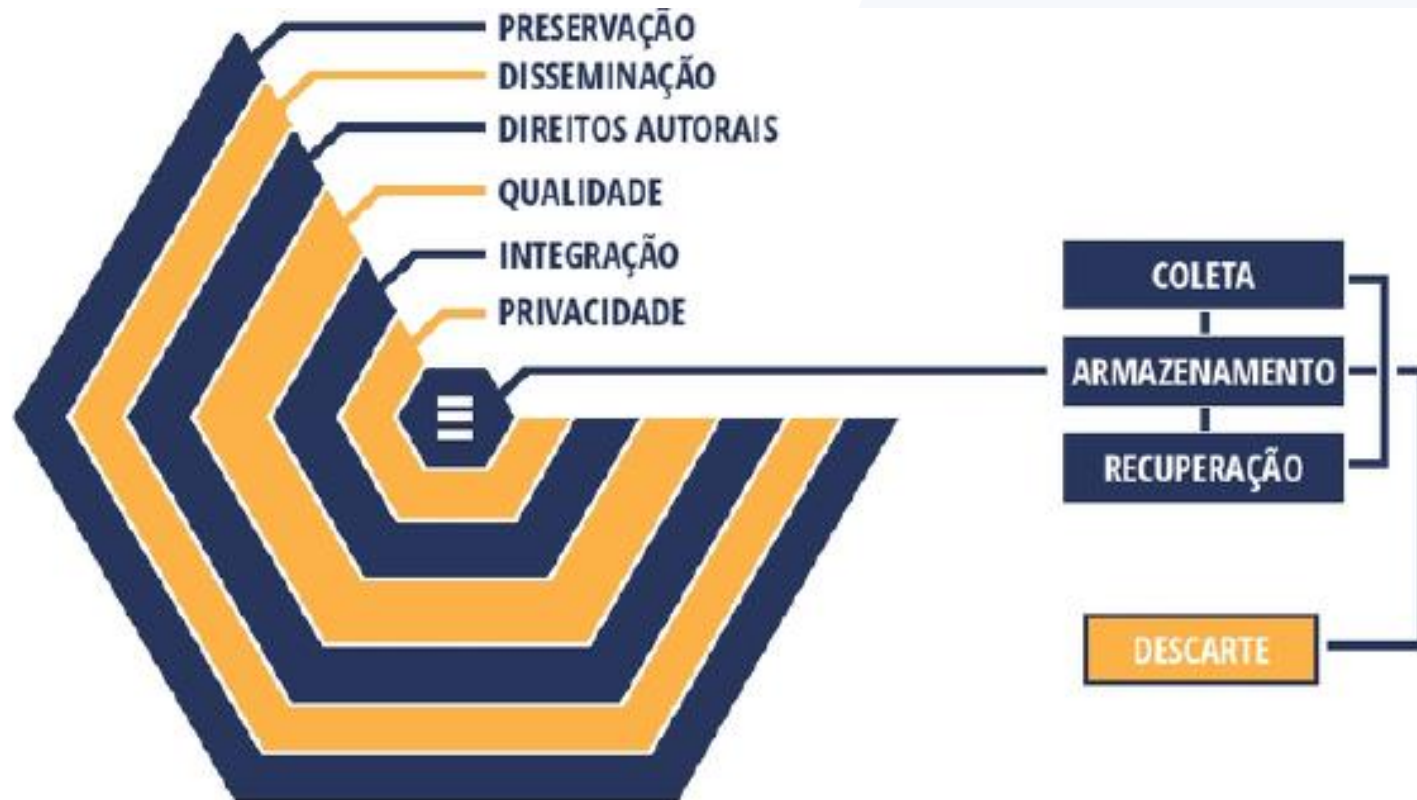 PRESERVAÇÃO
DISSEMINAÇÃO
DIREITOS AUTORAIS
QUALIDADE
INTEGRAÇÃO
PRIVACIDADE
COLETA
ARMAZENAMENTO
RECUPERAÇÃO
DESCARTE